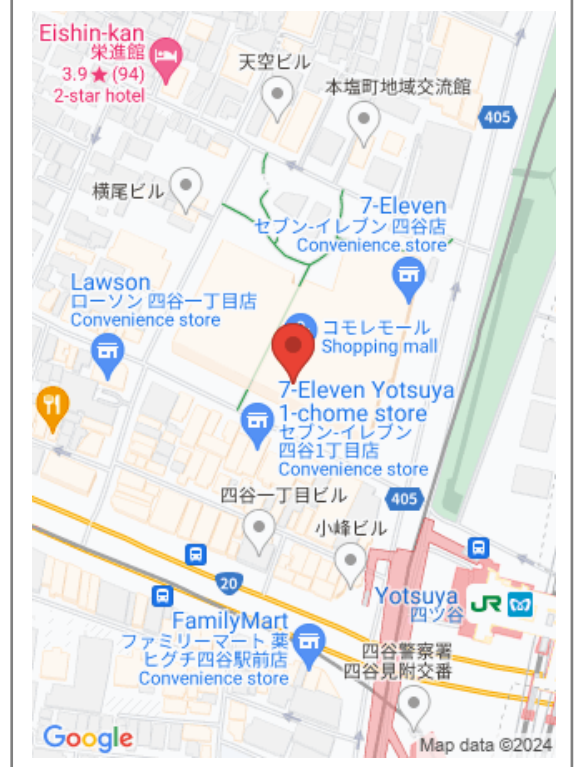 Eishin-kan
栄進館
3.9★(94)
2-star hotel
天空ビル
本塩町地域交流館
405
横尾ビル
7-Eleven
セブン-イレブン 四谷店
Convenience store
Lawson
ローソン 四谷一丁目店
Convenience store
コモレモール
Shopping mall
7-Eleven Yotsuya
1-chome store
セブン-イレブン
四谷1丁目店
Convenience store
四谷一丁目ビル
405
小峰ビル
20
Yotsuya
四ツ谷
JR
FamilyMart
ファミリーマート 薬
ヒグチ四谷駅前店
Convenience store
四谷警察署
四谷見附交番
Google
Map data ©2024